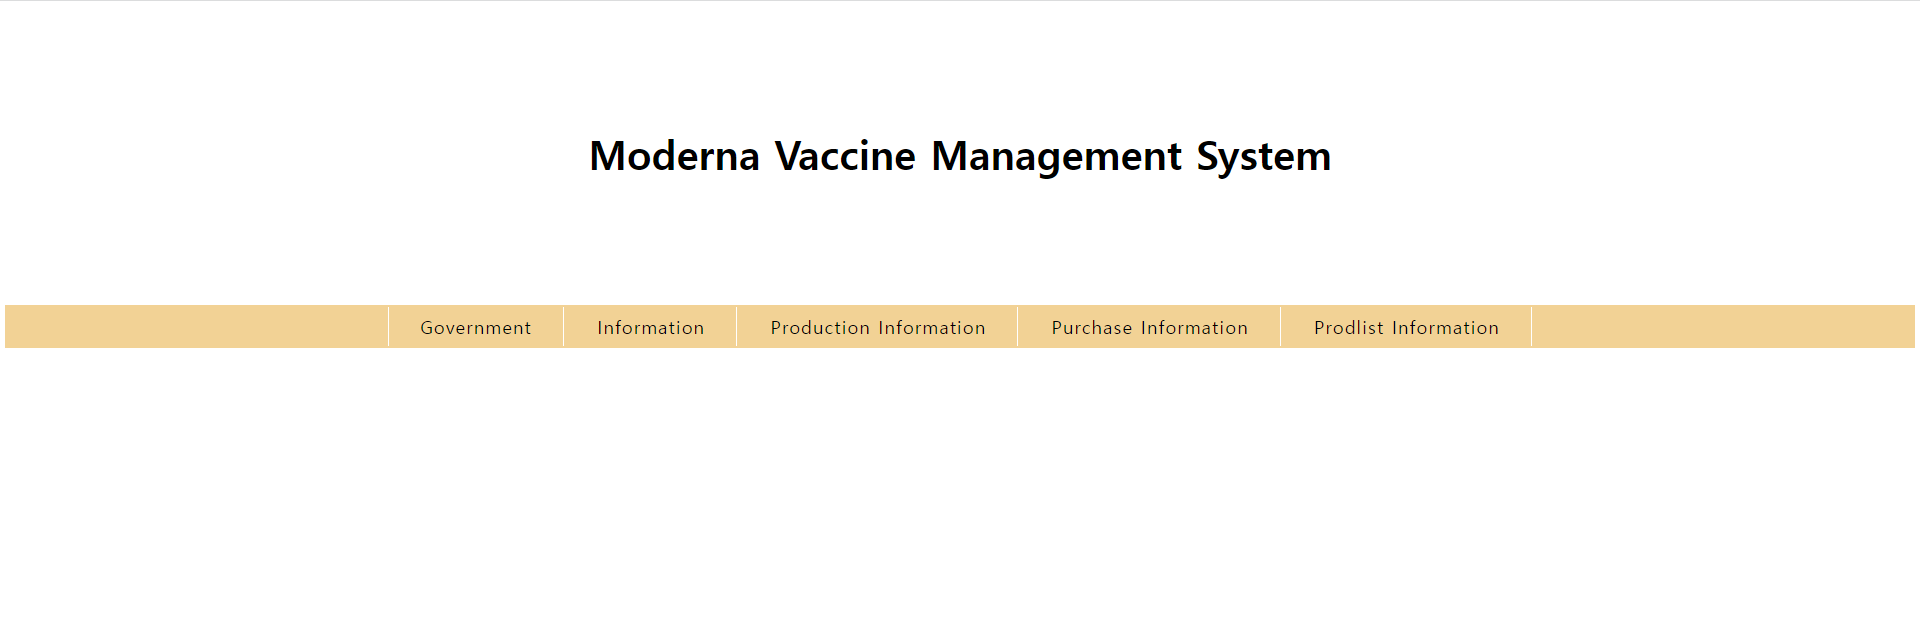 Moderna Vaccine Management System
Government Information Production Information Purchase Information Prodlist Information